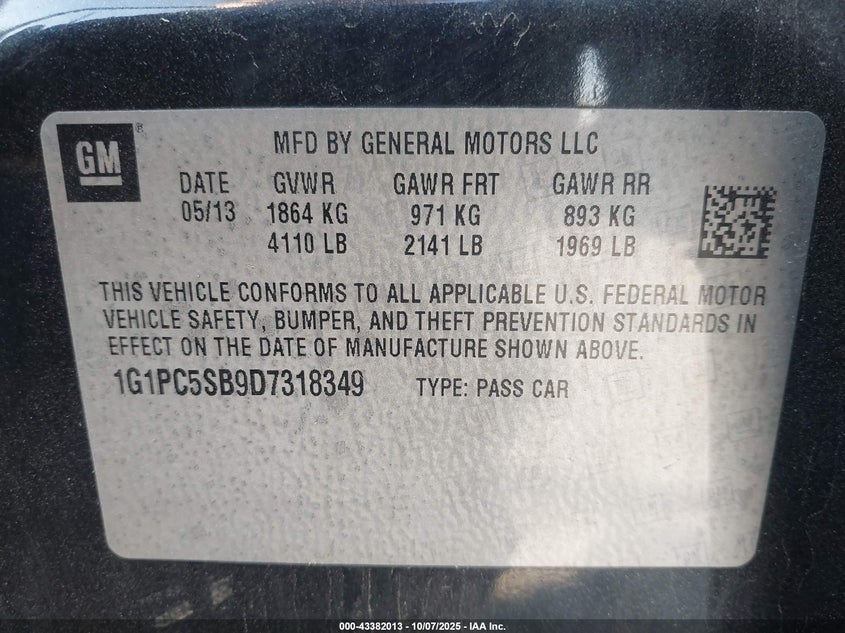 GM ®
MFD BY GENERAL MOTORS LLC
DATE GVWR GAWR FRT GAWR RR
05/13 1864 KG 971 KG 893 KG
4110 LB 2141 LB 1969 LB
THIS VEHICLE CONFORMS TO ALL APPLICABLE U.S. FEDERAL MOTOR
VEHICLE SAFETY, BUMPER, AND THEFT PREVENTION STANDARDS IN
EFFECT ON THE DATE OF MANUFACTURE SHOWN ABOVE.
1G1PC5SB9D7318349 TYPE: PASS CAR
000-43382013 - 10/07/2025 - IAA Inc.